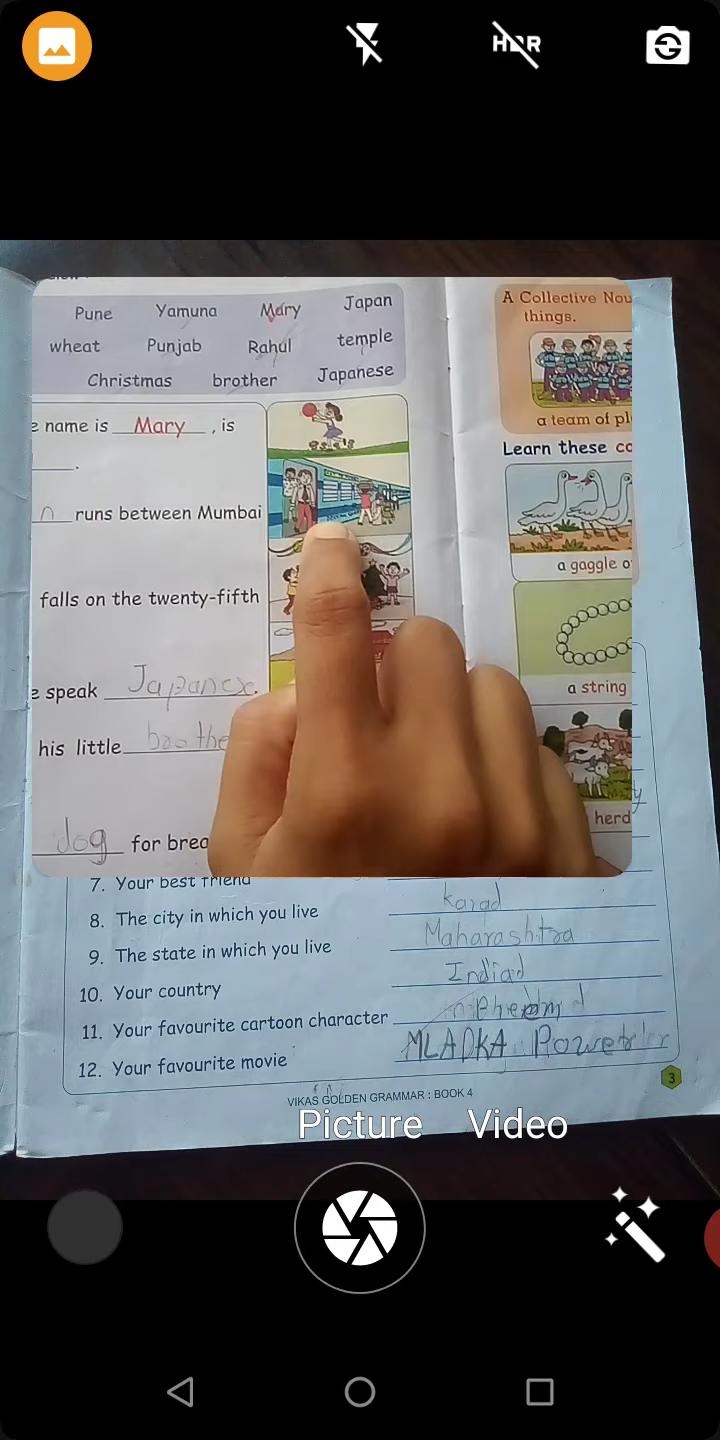 HDR
Pune Yamuna Mary Japan
wheat Punjab Rahul temple
Christmas brother Japanese
e name is Mary , is
n runs between Mumbai
falls on the twenty-fifth
e speak
his little brothe
dog for brea
A Collective Nou
things.
a team of pl
Learn these co
a gaggle o
a string
herd
y
7. Your best friend
8. The city in which you live Karad
9. The state in which you live Maharashtra
10. Your country Indiad
11. Your favourite cartoon character
12. Your favourite movie MLADKA
VIKAS GOLDEN GRAMMAR : BOOK 4
3
Picture Video